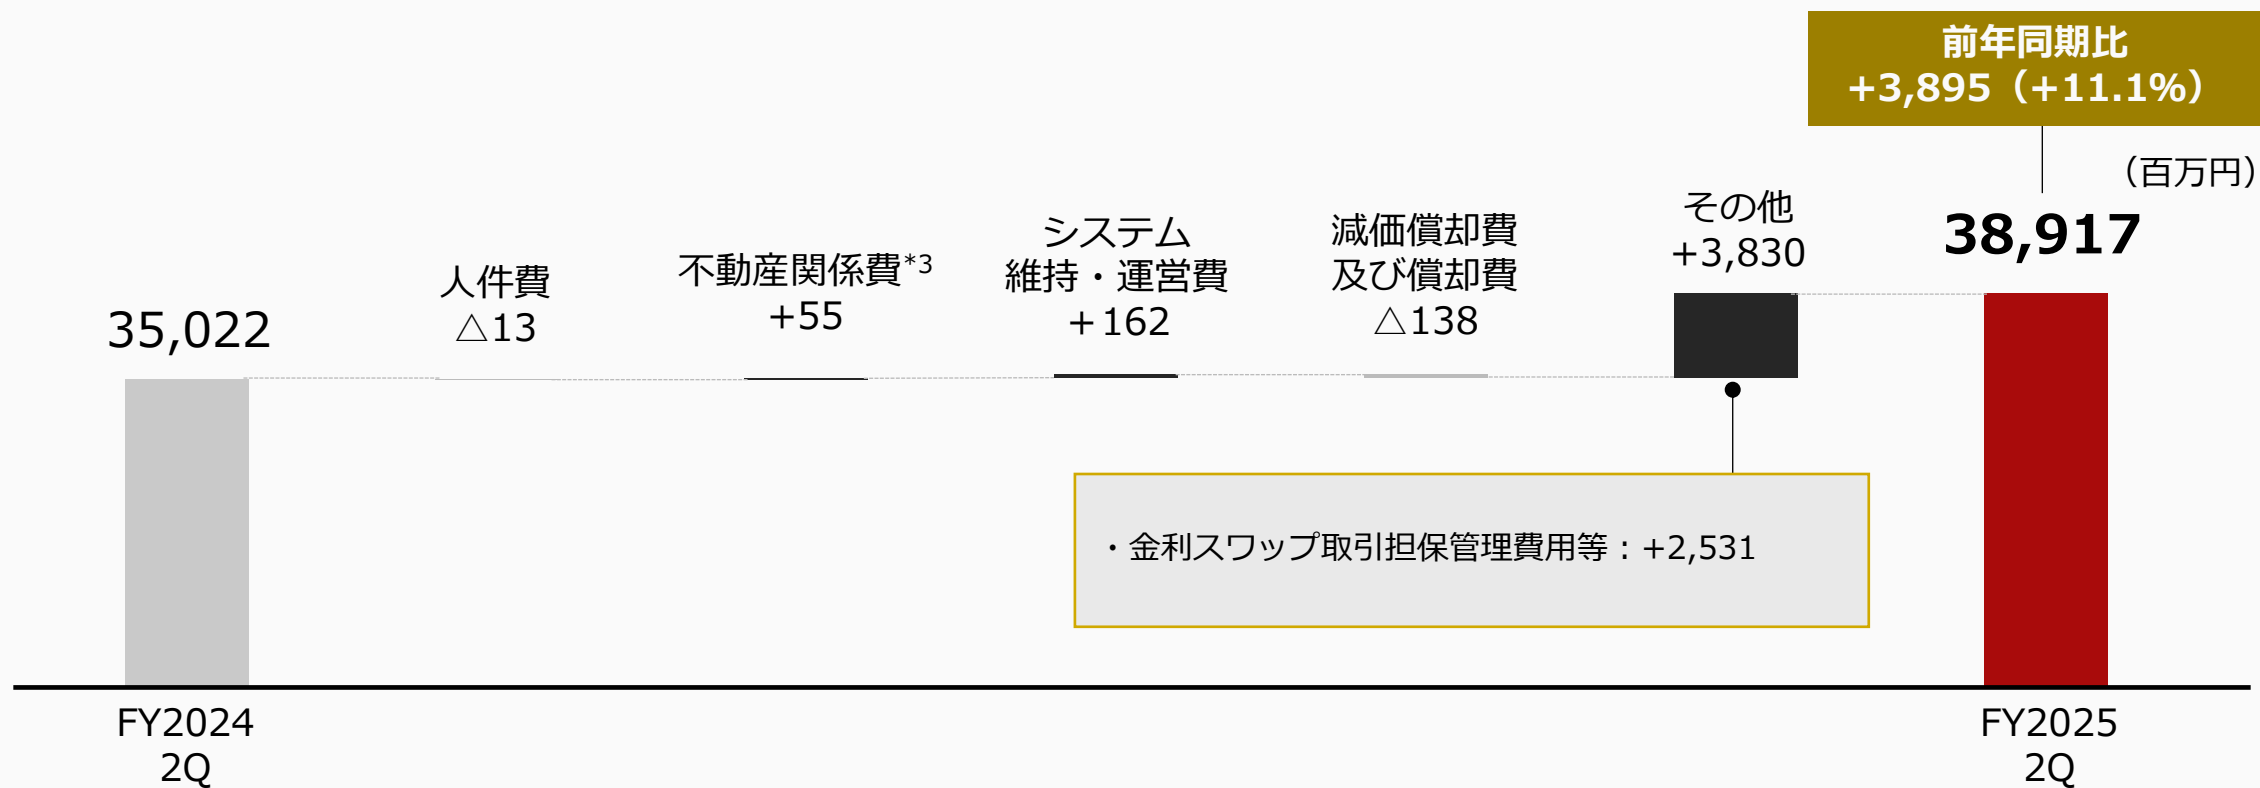 前年同期比
+3,895（+11.1%）
（百万円）
35,022
人件費
△13
不動産関係費*3
+55
システム
維持・運営費
＋162
減価償却費
及び償却費
△138
その他
+3,830
38,917
・金利スワップ取引担保管理費用等：+2,531
FY2024
2Q
FY2025
2Q